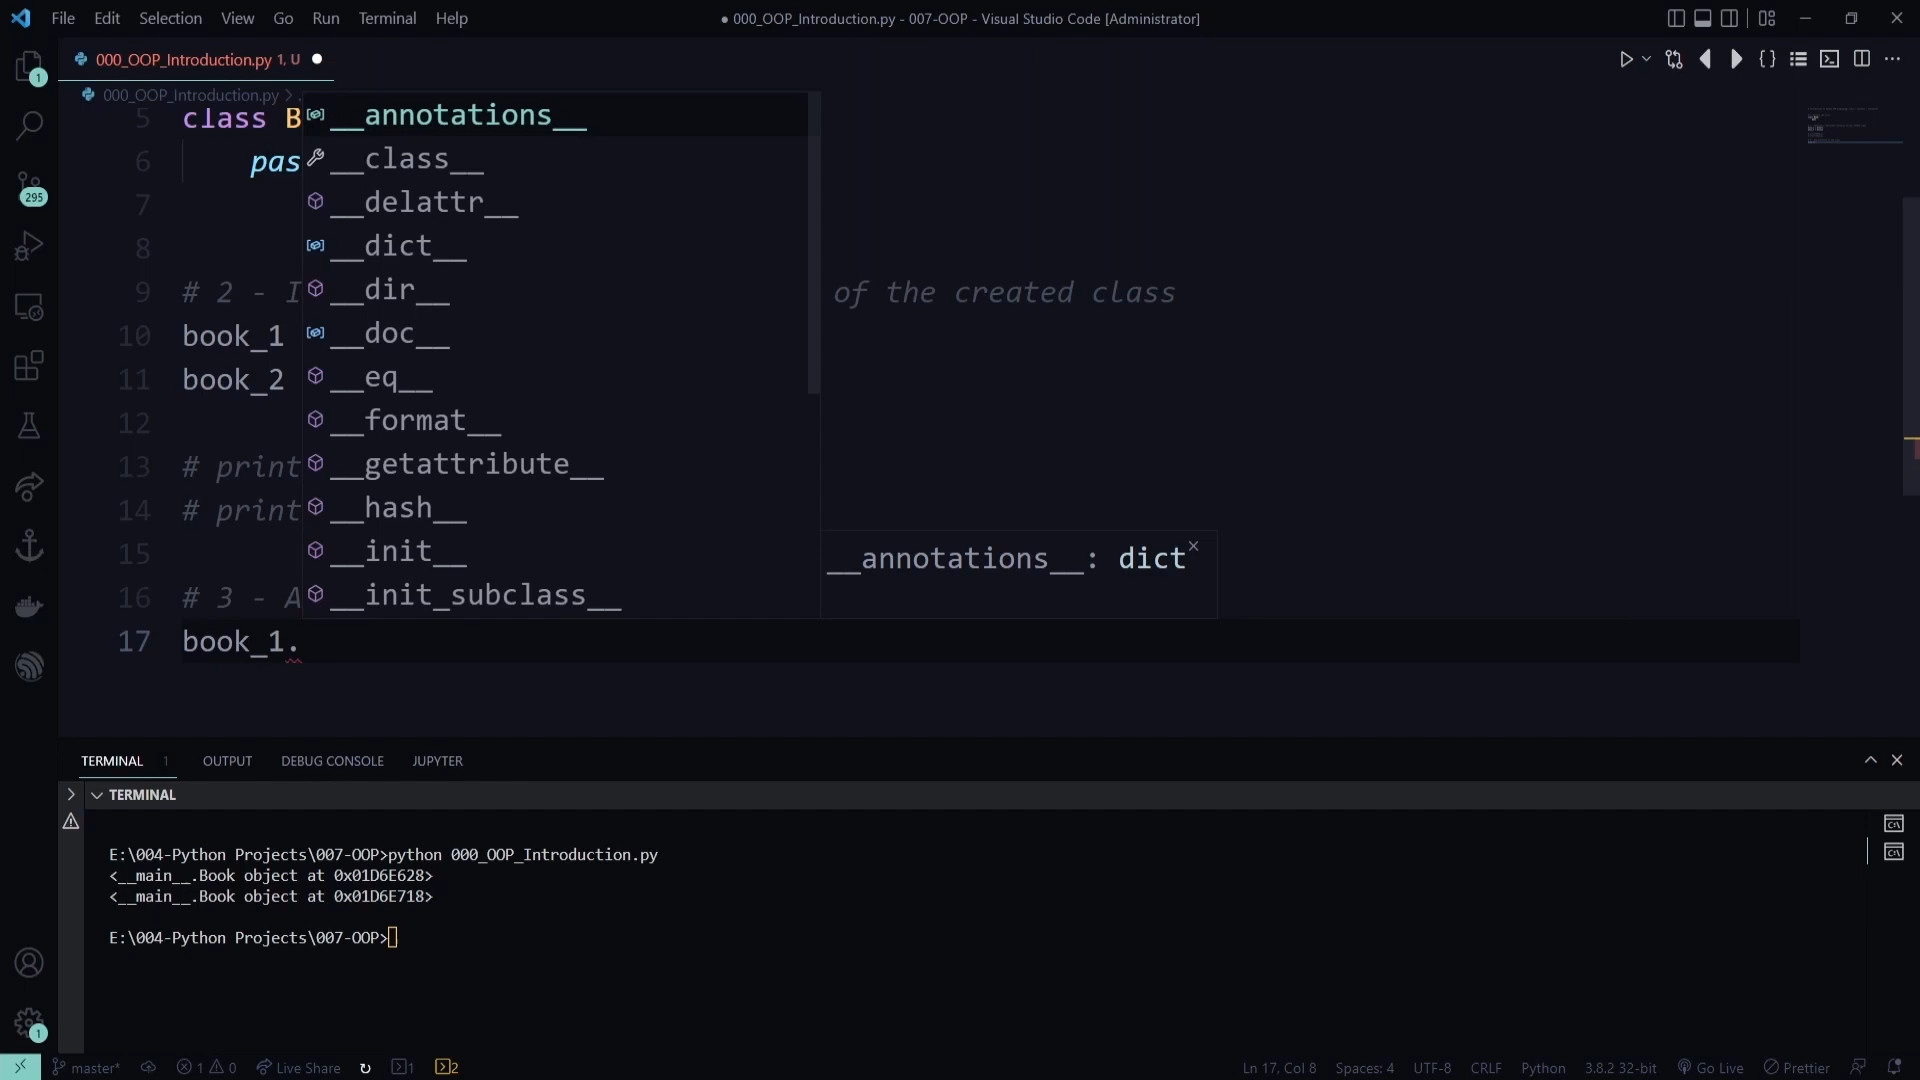 File Edit Selection View Go Run Terminal Help
● 000_OOP_Introduction.py - 007-OOP - Visual Studio Code [Administrator]
000_OOP_Introduction.py 1, U
000_OOP_Introduction.py > .
5 class B
6 pas
7
8
9 # 2 - I of the created class
10 book_1
11 book_2
12
13 # print
14 # print
15
16 # 3 - A
17 book_1.
__annotations__
__class__
__delattr__
__dict__
__dir__
__doc__
__eq__
__format__
__getattribute__
__hash__
__init__
__init_subclass__
__annotations__: dict
1
295
1
TERMINAL 1 OUTPUT DEBUG CONSOLE JUPYTER
TERMINAL
E:\004-Python Projects\007-OOP>python 000_OOP_Introduction.py
<__main__.Book object at 0x01D6E628>
<__main__.Book object at 0x01D6E718>
E:\004-Python Projects\007-OOP>
master* 1 0 Live Share 1 2 Ln 17, Col 8 Spaces: 4 UTF-8 CRLF Python 3.8.2 32-bit Go Live Prettier